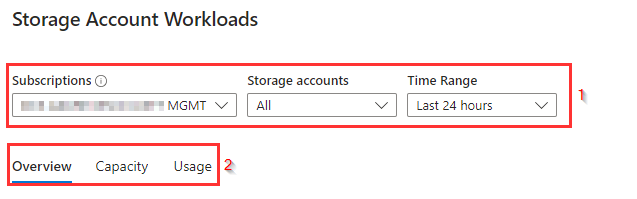 Storage Account Workloads
Subscriptions Storage accounts Time Range
MGMT All Last 24 hours 1
Overview Capacity Usage 2